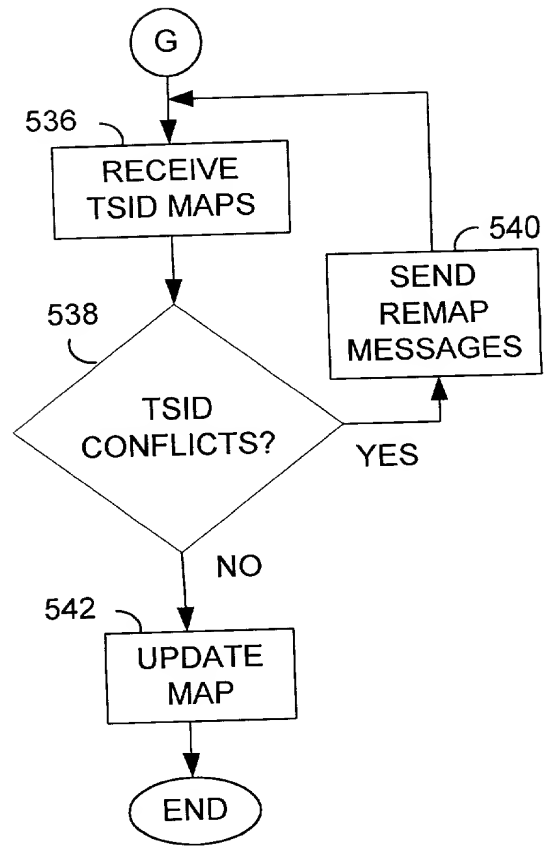 G
536
RECEIVE
TSID MAPS
540
SEND
REMAP
MESSAGES
538
TSID
CONFLICTS?
YES
NO
542
UPDATE
MAP
END